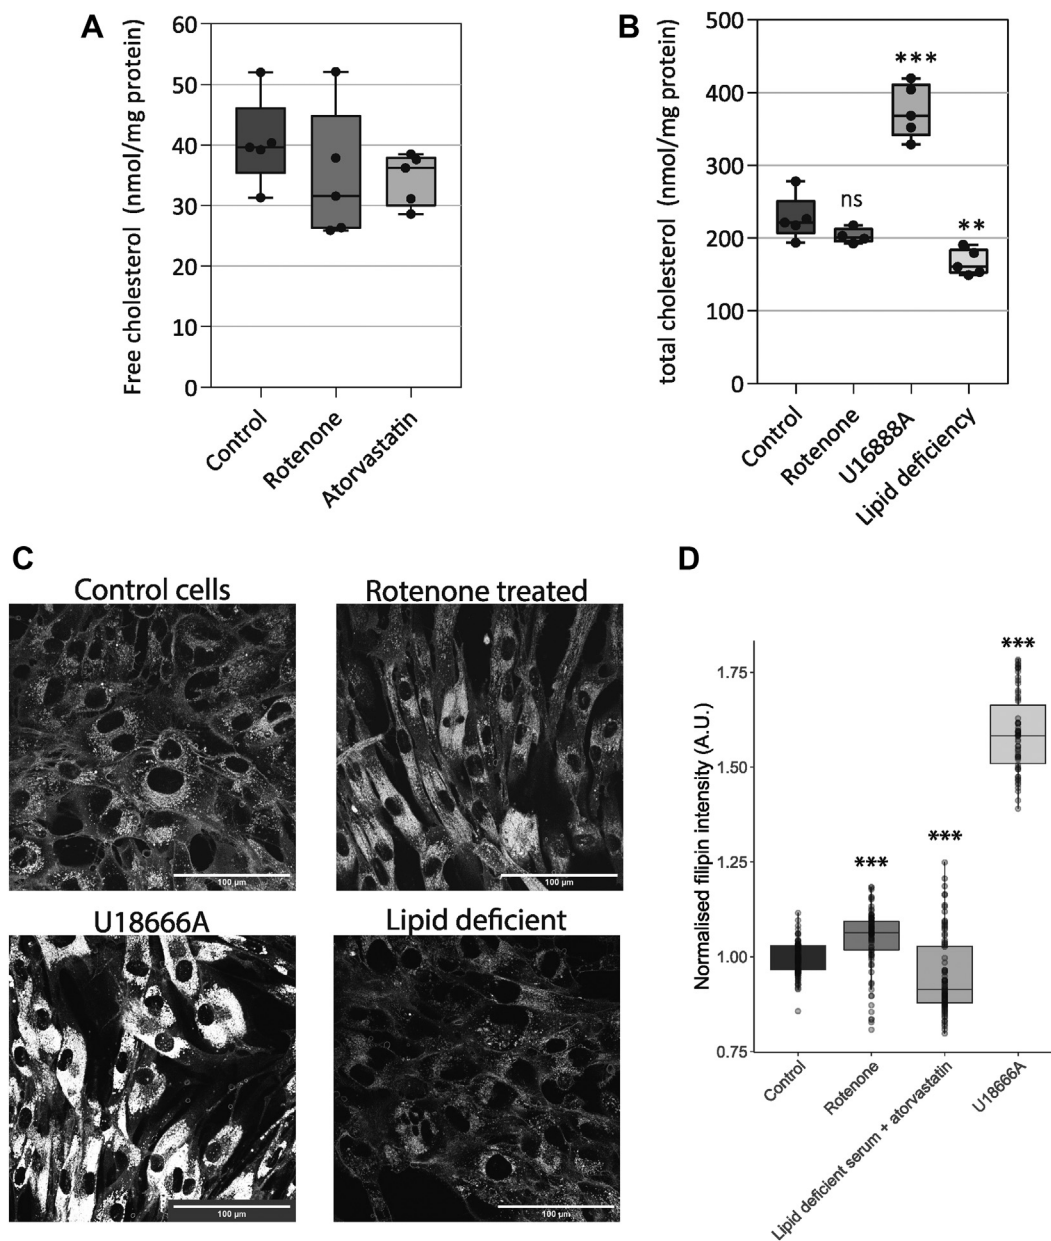 A
Free cholesterol (nmol/mg protein)
60
50
40
30
20
10
0
Control
Rotenone
Atorvastatin
B
total cholesterol (nmol/mg protein)
500
400
300
200
100
0
***
ns
**
Control
Rotenone
U16888A
Lipid deficiency
C
Control cells
Rotenone treated
100 µm
100 µm
U18666A
Lipid deficient
100 µm
100 µm
D
Normalised filipin intensity (A.U.)
1.75
1.50
1.25
1.00
0.75
***
***
***
Control
Rotenone
Lipid deficient serum + atorvastatin
U18666A